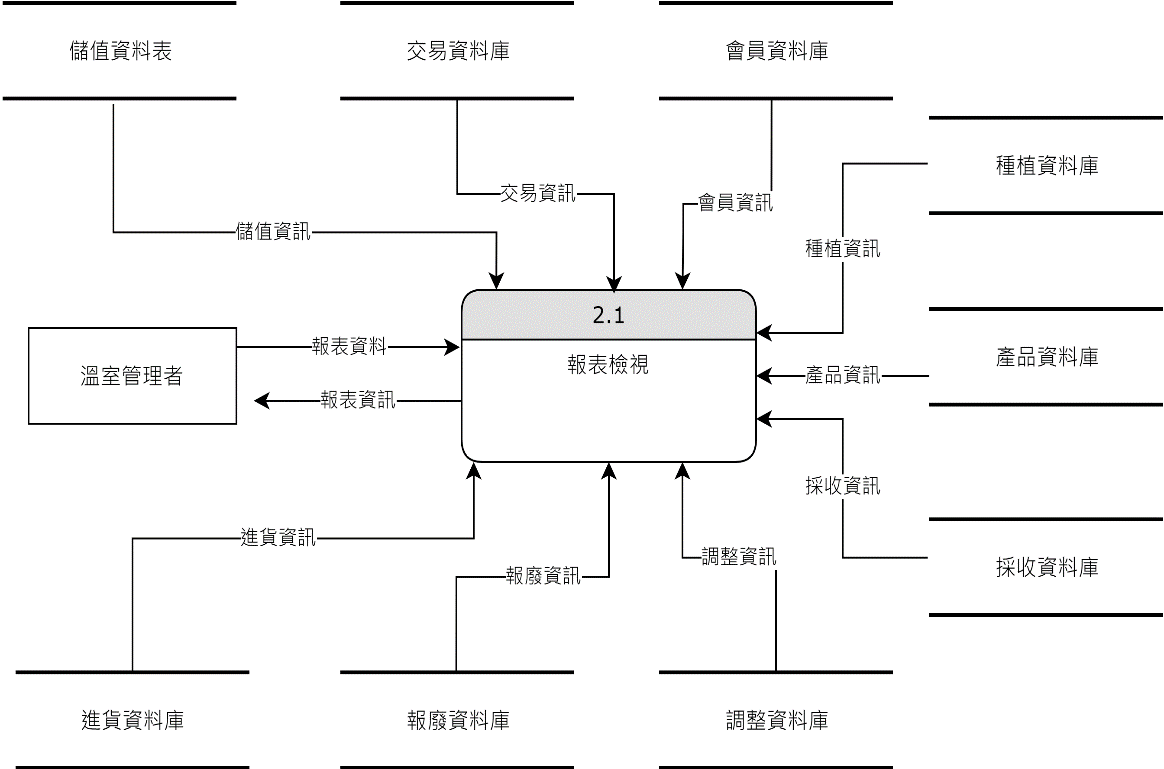 儲值資料表
交易資料庫
會員資料庫
種植資料庫
交易資訊
會員資訊
儲值資訊
種植資訊
2.1
報表資料
報表檢視
產品資料庫
溫室管理者
產品資訊
報表資訊
採收資訊
進貨資訊
調整資訊
採收資料庫
報廢資訊
進貨資料庫
報廢資料庫
調整資料庫